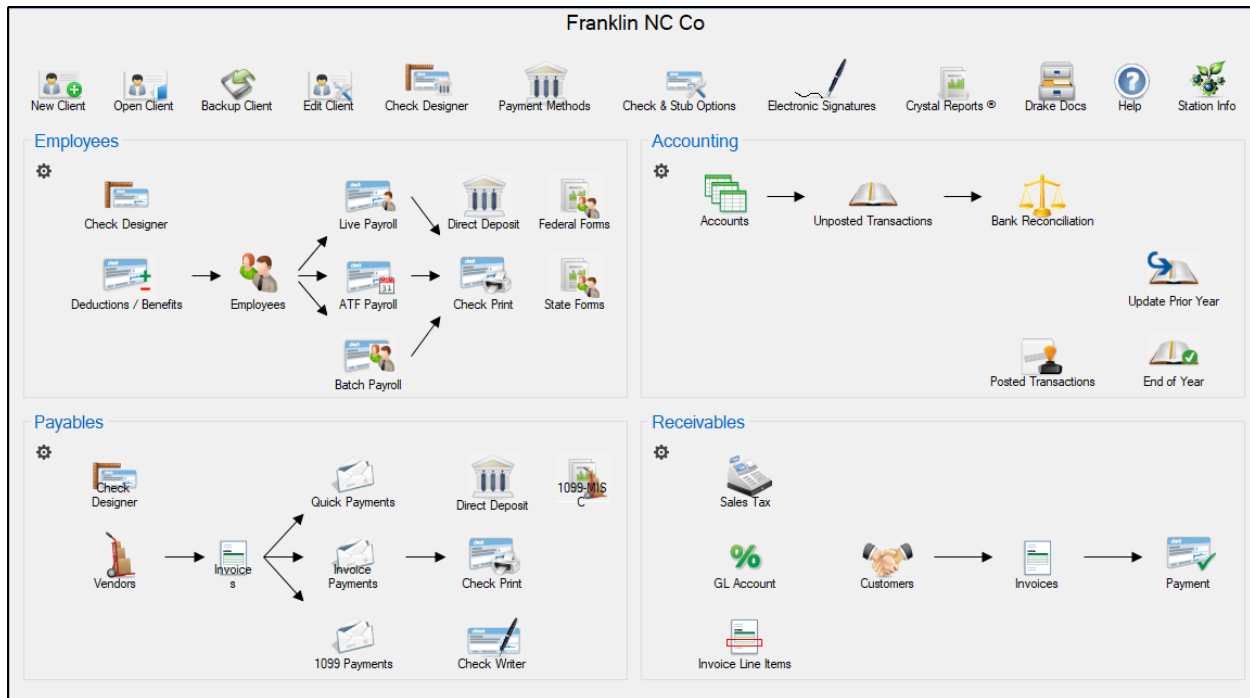 Franklin NC Co
New Client
Open Client
Backup Client
Edit Client
Check Designer
Payment Methods
Check & Stub Options
Electronic Signatures
Crystal Reports ®
Drake Docs
Help
Station Info
Employees
Check Designer
Live Payroll
Direct Deposit
Federal Forms
Deductions / Benefits
Employees
ATF Payroll
Check Print
State Forms
Batch Payroll
Accounting
Accounts
Unposted Transactions
Bank Reconciliation
Update Prior Year
Posted Transactions
End of Year
Payables
Check
Designer
Quick Payments
Direct Deposit
1099-MIS
C
Vendors
Invoice
s
Invoice
Payments
Check Print
1099 Payments
Check Writer
Receivables
Sales Tax
GL Account
Customers
Invoices
Payment
Invoice Line Items